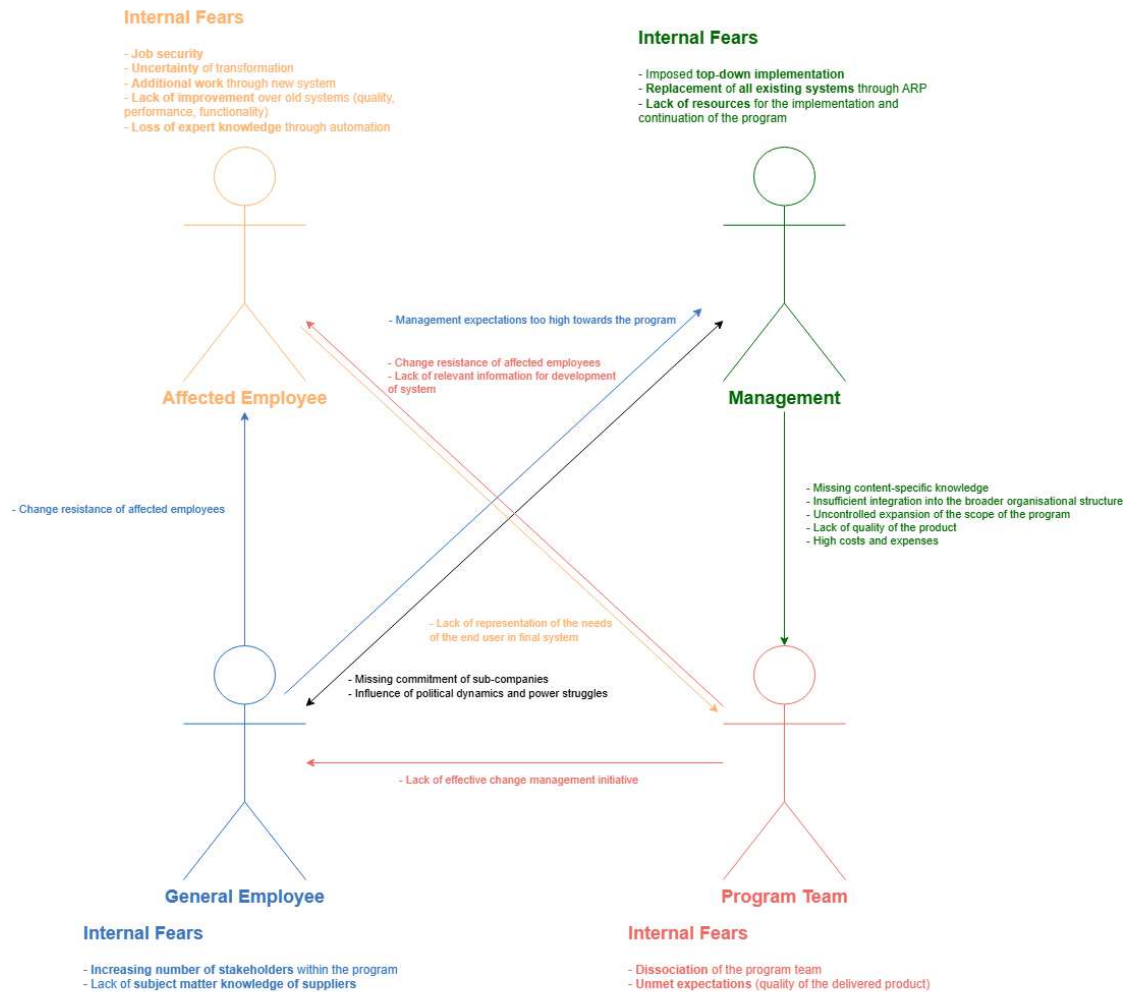 Internal Fears
- Job security
- Uncertainty of transformation
- Additional work through new system
- Lack of improvement over old systems (quality,
performance, functionality)
- Loss of expert knowledge through automation
Internal Fears
- Imposed top-down implementation
- Replacement of all existing systems through ARP
- Lack of resources for the implementation and
continuation of the program
- Management expectations too high towards the program
- Change resistance of affected employees
- Lack of relevant information for development
of system
Affected Employee
Management
- Change resistance of affected employees
- Missing content-specific knowledge
- Insufficient integration into the broader organisational structure
- Uncontrolled expansion of the scope of the program
- Lack of quality of the product
- High costs and expenses
- Lack of representation of the needs
of the end user in final system
- Missing commitment of sub-companies
- Influence of political dynamics and power struggles
- Lack of effective change management initiative
General Employee
Program Team
Internal Fears
- Increasing number of stakeholders within the program
- Lack of subject matter knowledge of suppliers
Internal Fears
- Dissociation of the program team
- Unmet expectations (quality of the delivered product)